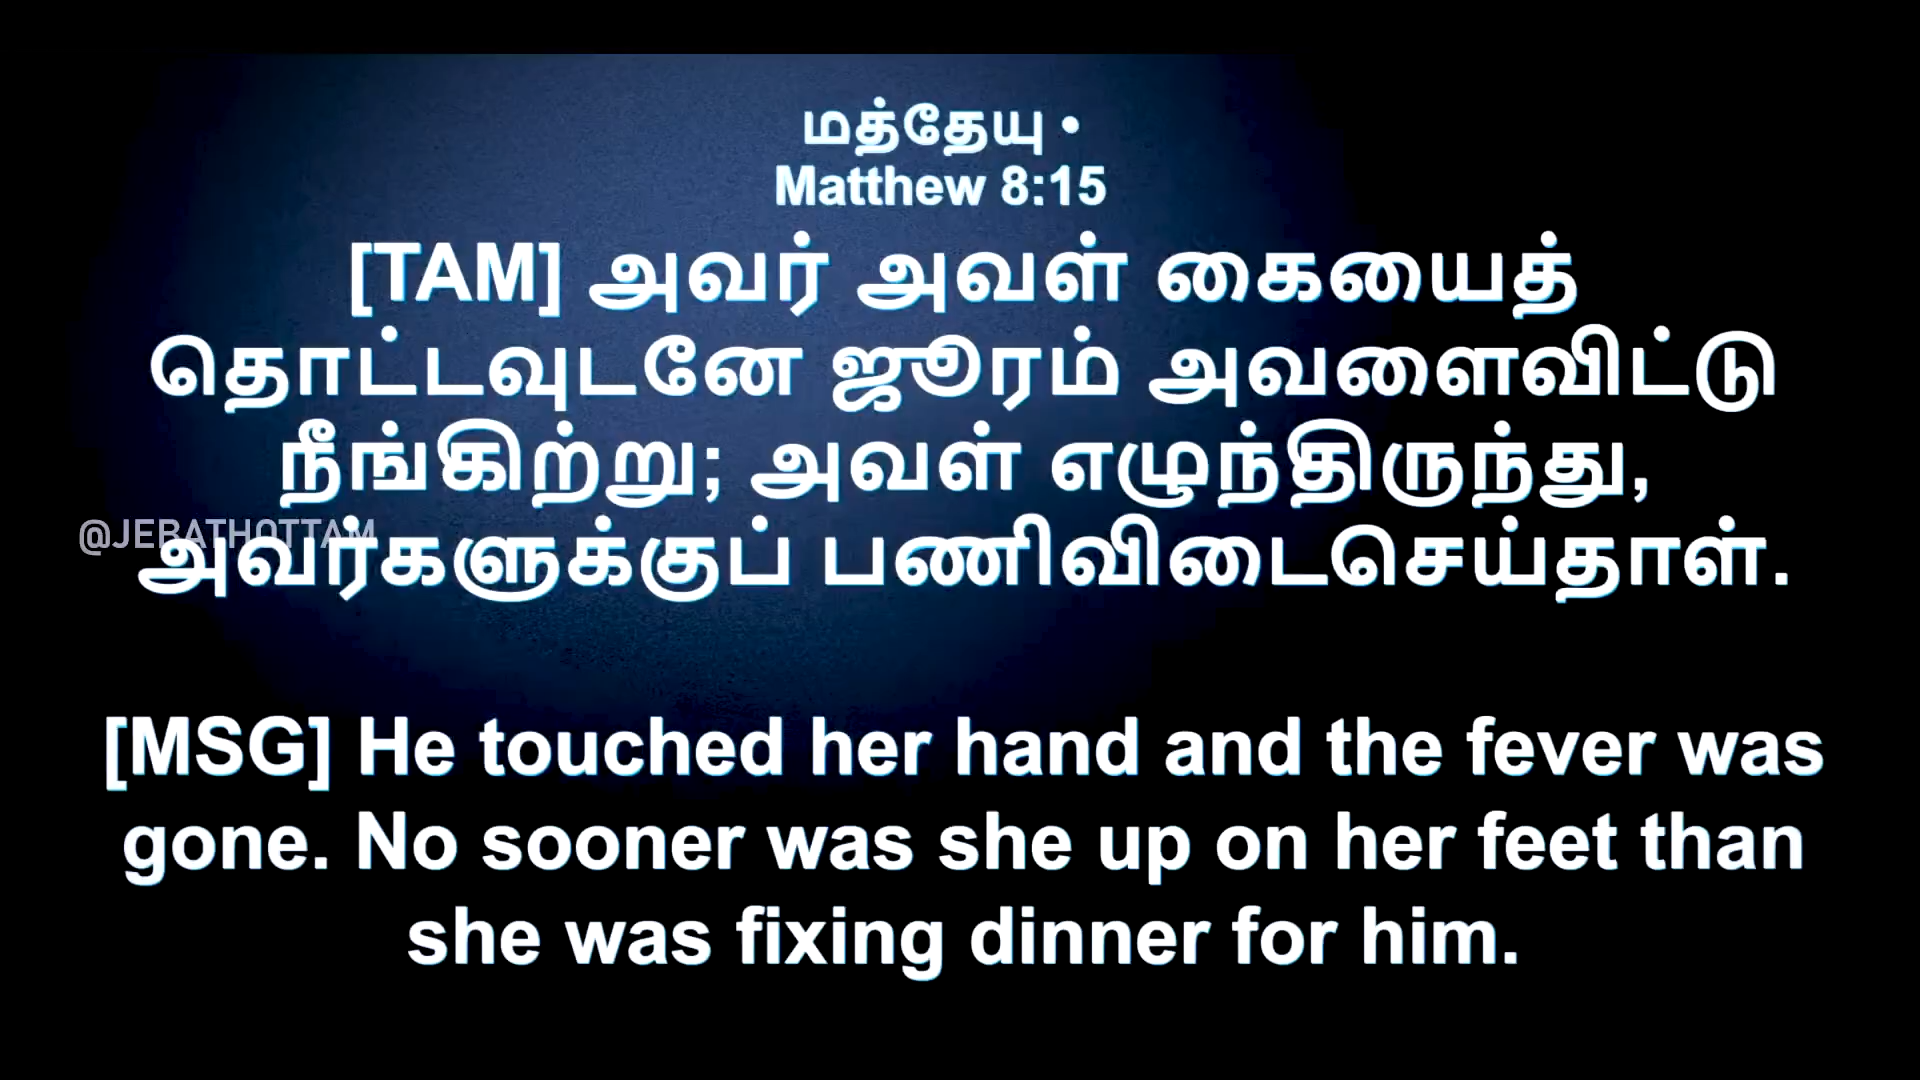 மத்தேயு •
Matthew 8:15
[TAM] அவர் அவள் கையைத்
தொட்டவுடனே ஜூரம் அவளைவிட்டு
நீங்கிற்று; அவள் எழுந்திருந்து,
@JEBATHOTTAM
அவர்களுக்குப் பணிவிடைசெய்தாள்.
[MSG] He touched her hand and the fever was
gone. No sooner was she up on her feet than
she was fixing dinner for him.